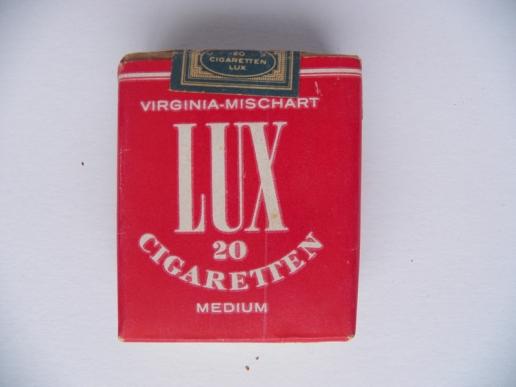 20
CIGARETTEN
LUX
VIRGINIA-MISCHART
LUX
20
CIGARETTEN
MEDIUM